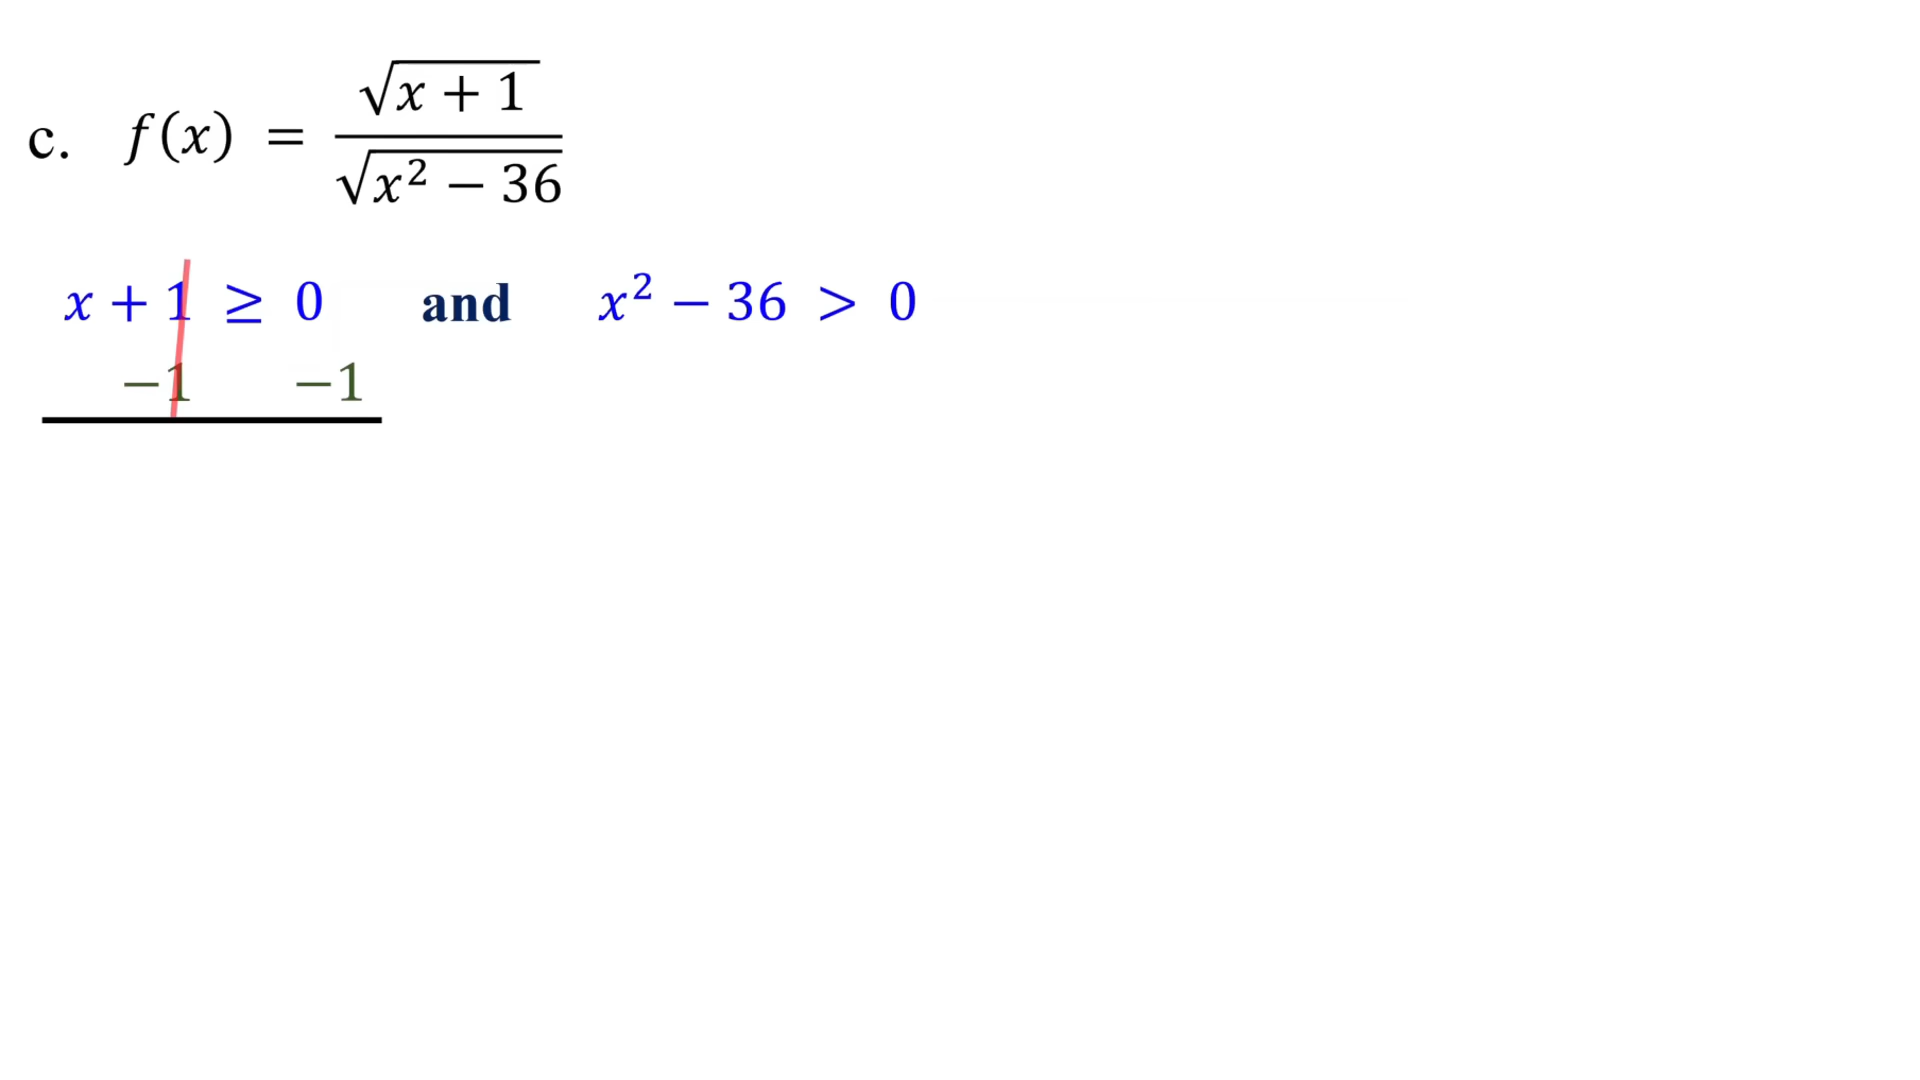 c. f(x) = √(x + 1) / √(x² − 36)
x + 1 ≥ 0 and x² − 36 > 0
−1 −1